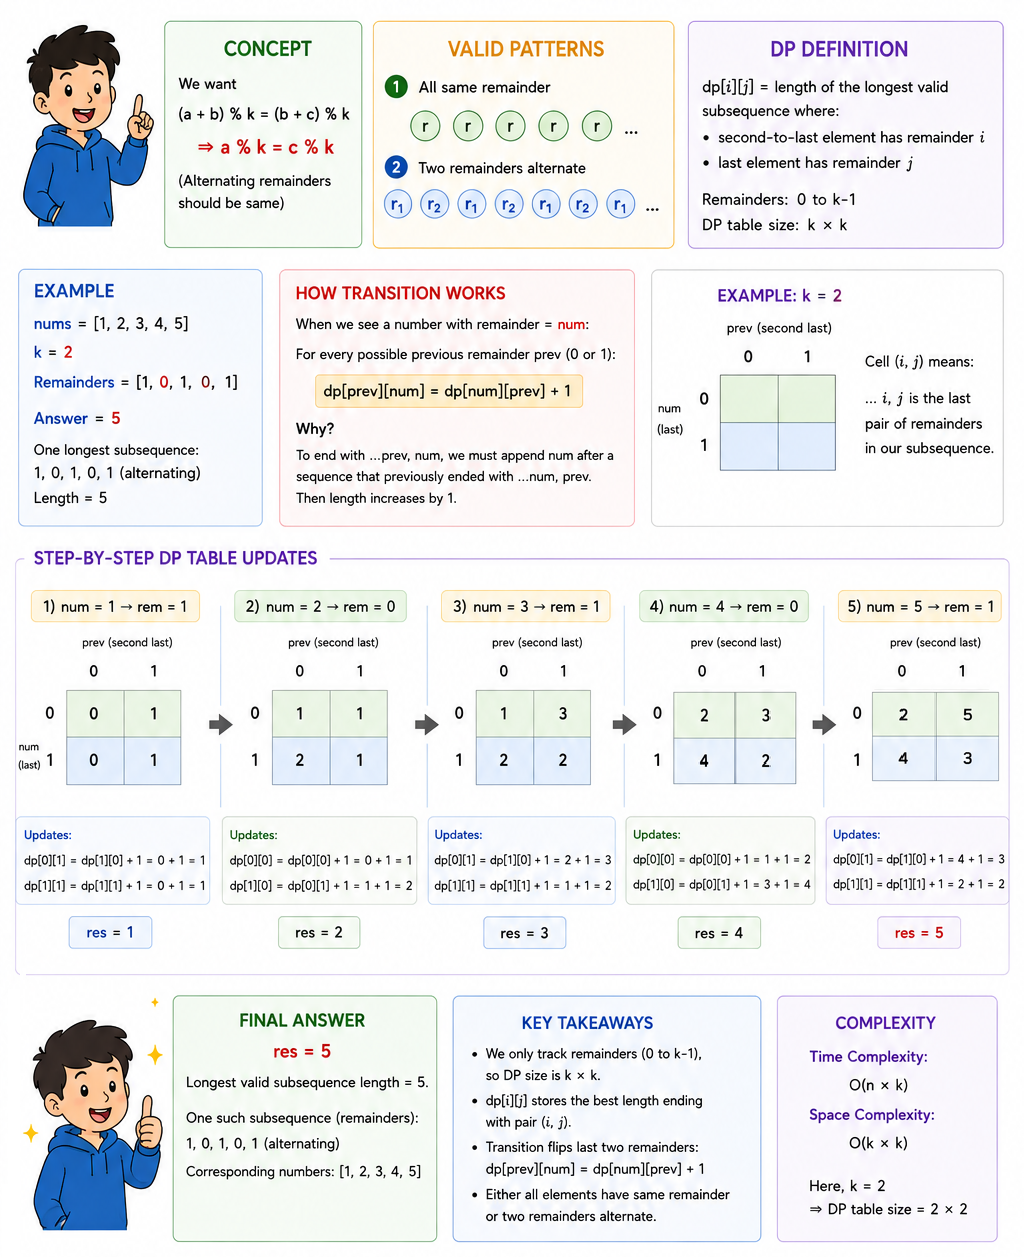 CONCEPT
We want
(a + b) % k = (b + c) % k
⇒ a % k = c % k
(Alternating remainders
should be same)
VALID PATTERNS
1 All same remainder
r r r r r ...
2 Two remainders alternate
r₁ r₂ r₁ r₂ r₁ r₂ r₁ ...
DP DEFINITION
dp[i][j] = length of the longest valid
subsequence where:
• second-to-last element has remainder i
• last element has remainder j
Remainders: 0 to k-1
DP table size: k × k
EXAMPLE
nums = [1, 2, 3, 4, 5]
k = 2
Remainders = [1, 0, 1, 0, 1]
Answer = 5
One longest subsequence:
1, 0, 1, 0, 1 (alternating)
Length = 5
HOW TRANSITION WORKS
When we see a number with remainder = num:
For every possible previous remainder prev (0 or 1):
dp[prev][num] = dp[num][prev] + 1
Why?
To end with ...prev, num, we must append num after a
sequence that previously ended with ...num, prev.
Then length increases by 1.
EXAMPLE: k = 2
prev (second last)
0 1
num
(last)
0
1
Cell (i, j) means:
... i, j is the last
pair of remainders
in our subsequence.
STEP-BY-STEP DP TABLE UPDATES
1) num = 1 → rem = 1
prev (second last)
0 1
0 0 1
num
(last) 1 0 1
Updates:
dp[0][1] = dp[1][0] + 1 = 0 + 1 = 1
dp[1][1] = dp[1][1] + 1 = 0 + 1 = 1
res = 1
2) num = 2 → rem = 0
prev (second last)
0 1
0 1 1
1 2 1
Updates:
dp[0][0] = dp[0][0] + 1 = 0 + 1 = 1
dp[1][0] = dp[0][1] + 1 = 1 + 1 = 2
res = 2
3) num = 3 → rem = 1
prev (second last)
0 1
0 1 3
1 2 2
Updates:
dp[0][1] = dp[1][0] + 1 = 2 + 1 = 3
dp[1][1] = dp[1][1] + 1 = 1 + 1 = 2
res = 3
4) num = 4 → rem = 0
prev (second last)
0 1
0 2 3
1 4 2
Updates:
dp[0][0] = dp[0][0] + 1 = 1 + 1 = 2
dp[1][0] = dp[0][1] + 1 = 3 + 1 = 4
res = 4
5) num = 5 → rem = 1
prev (second last)
0 1
0 2 5
1 4 3
Updates:
dp[0][1] = dp[1][0] + 1 = 4 + 1 = 3
dp[1][1] = dp[1][1] + 1 = 2 + 1 = 2
res = 5
FINAL ANSWER
res = 5
Longest valid subsequence length = 5.
One such subsequence (remainders):
1, 0, 1, 0, 1 (alternating)
Corresponding numbers: [1, 2, 3, 4, 5]
KEY TAKEAWAYS
• We only track remainders (0 to k-1),
so DP size is k × k.
• dp[i][j] stores the best length ending
with pair (i, j).
• Transition flips last two remainders:
dp[prev][num] = dp[num][prev] + 1
• Either all elements have same remainder
or two remainders alternate.
COMPLEXITY
Time Complexity:
O(n × k)
Space Complexity:
O(k × k)
Here, k = 2
⇒ DP table size = 2 × 2